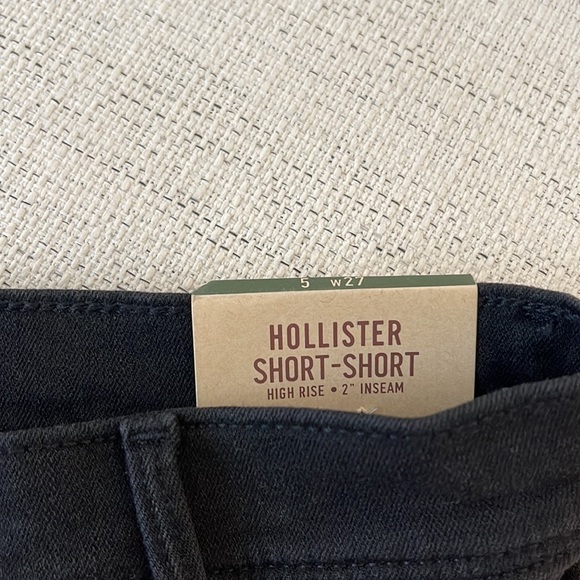 5 W27
HOLLISTER
SHORT-SHORT
HIGH RISE • 2" INSEAM